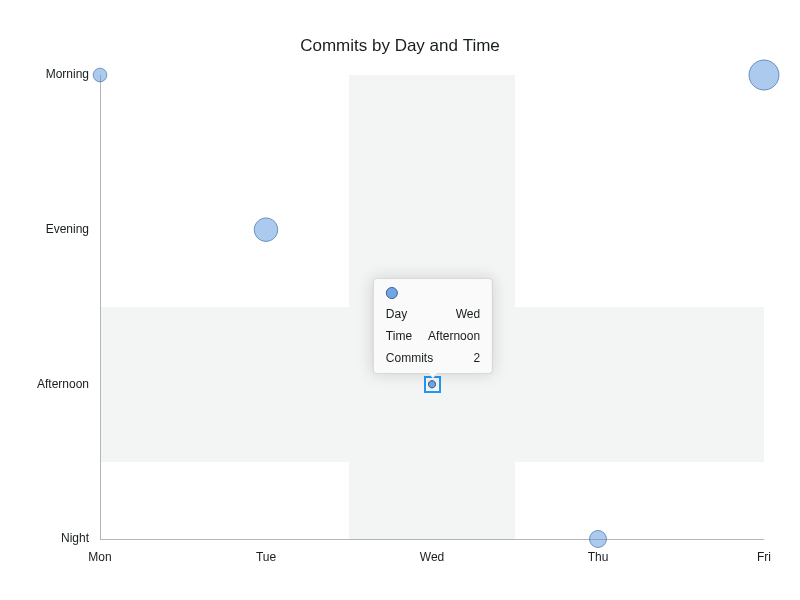 Commits by Day and Time
Morning
Evening
Day Wed
Time Afternoon
Commits 2
Afternoon
Night
Mon Tue Wed Thu Fri